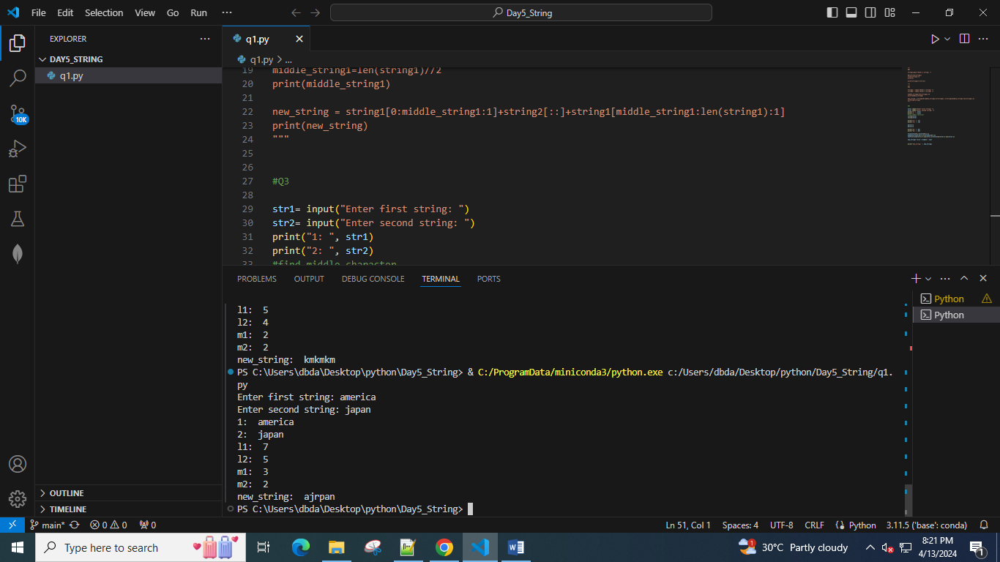 File Edit Selection View Go Run ···
Day5_String
EXPLORER
DAY5_STRING
q1.py
10K
OUTLINE
TIMELINE
q1.py
q1.py > ...
19 middle_string1=len(string1)//2
20 print(middle_string1)
21
22 new_string = string1[0:middle_string1:1]+string2[::]+string1[middle_string1:len(string1):1]
23 print(new_string)
24 """
25
26
27 #Q3
28
29 str1= input("Enter first string: ")
30 str2= input("Enter second string: ")
31 print("1: ", str1)
32 print("2: ", str2)
33 #find middle character
PROBLEMS OUTPUT DEBUG CONSOLE TERMINAL PORTS
Python
Python
l1:  5
l2:  4
m1:  2
m2:  2
new_string:  kmkmkm
PS C:\Users\dbda\Desktop\python\Day5_String> & C:/ProgramData/miniconda3/python.exe c:/Users/dbda/Desktop/python/Day5_String/q1.
py
Enter first string: america
Enter second string: japan
1:  america
2:  japan
l1:  7
l2:  5
m1:  3
m2:  2
new_string:  ajrpan
PS C:\Users\dbda\Desktop\python\Day5_String>
main* 0 0 0 Ln 51, Col 1 Spaces: 4 UTF-8 CRLF Python 3.11.5 ('base': conda)
Type here to search
1 30°C Partly cloudy
8:21 PM
4/13/2024
1